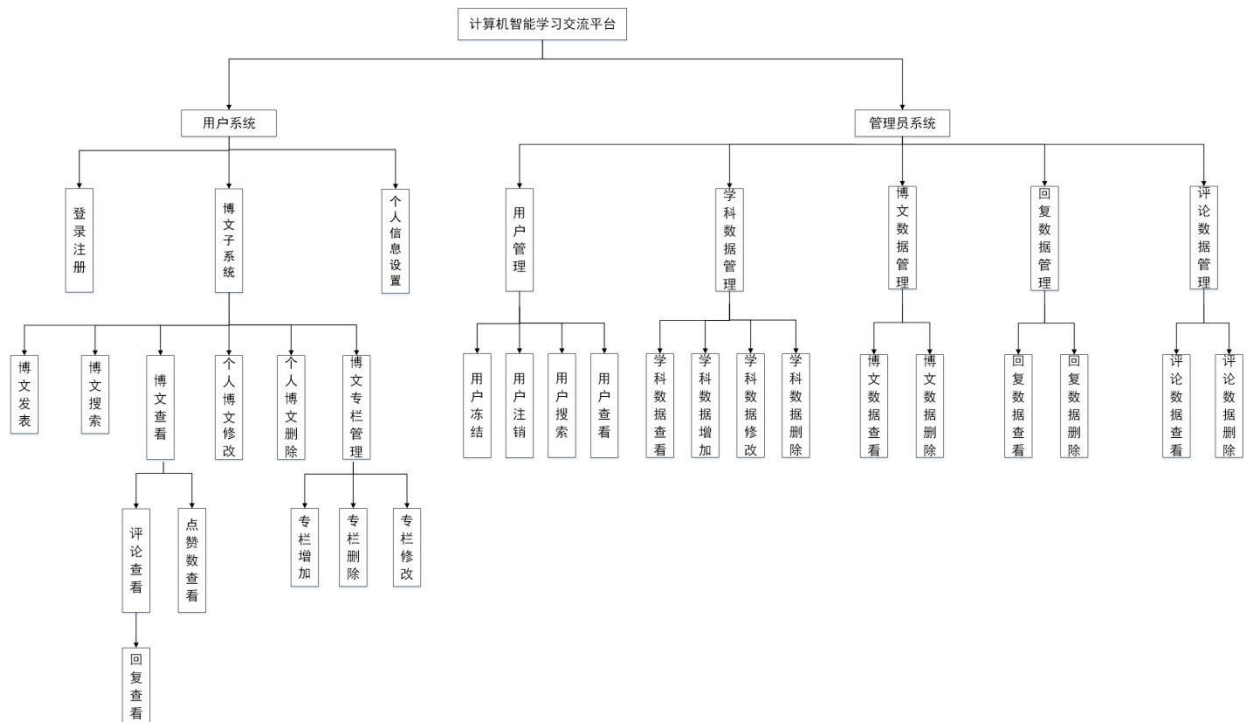 计算机智能学习交流平台
用户系统
管理员系统
登录注册
博文子系统
个人信息设置
用户管理
学科数据管理
博文数据管理
回复数据管理
评论数据管理
博文发表
博文搜索
博文查看
个人博文修改
个人博文删除
博文专栏管理
用户冻结
用户注销
用户搜索
用户查看
学科数据查看
学科数据增加
学科数据修改
学科数据删除
博文数据查看
博文数据删除
回复数据查看
回复数据删除
评论数据查看
评论数据删除
评论查看
点赞数查看
专栏增加
专栏删除
专栏修改
回复查看